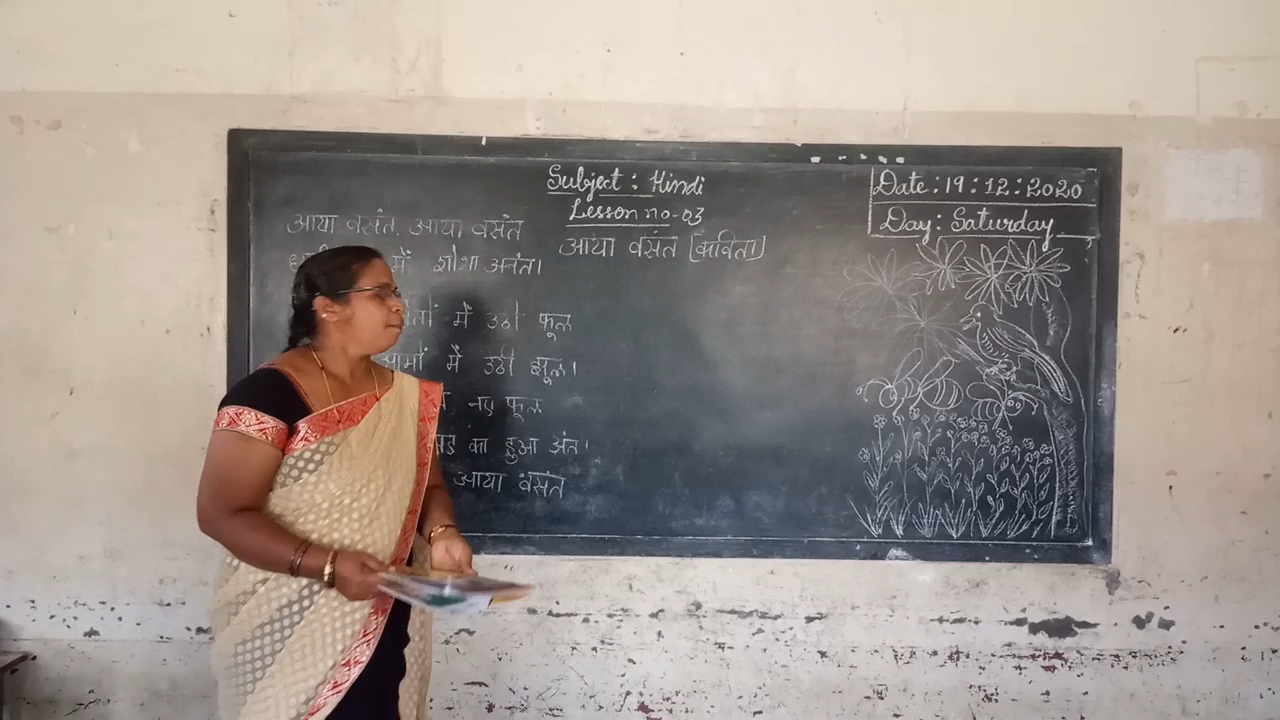 Subject : Hindi
Lesson no-03
आया वसंत (कविता)
Date : 19 : 12 : 2020
Day : Saturday
आया वसंत, आया वसंत
में शोभा अनंत।
में उठी फूल
आमों में उठी झूल।
नए फूल
का हुआ अंत।
आया वसंत